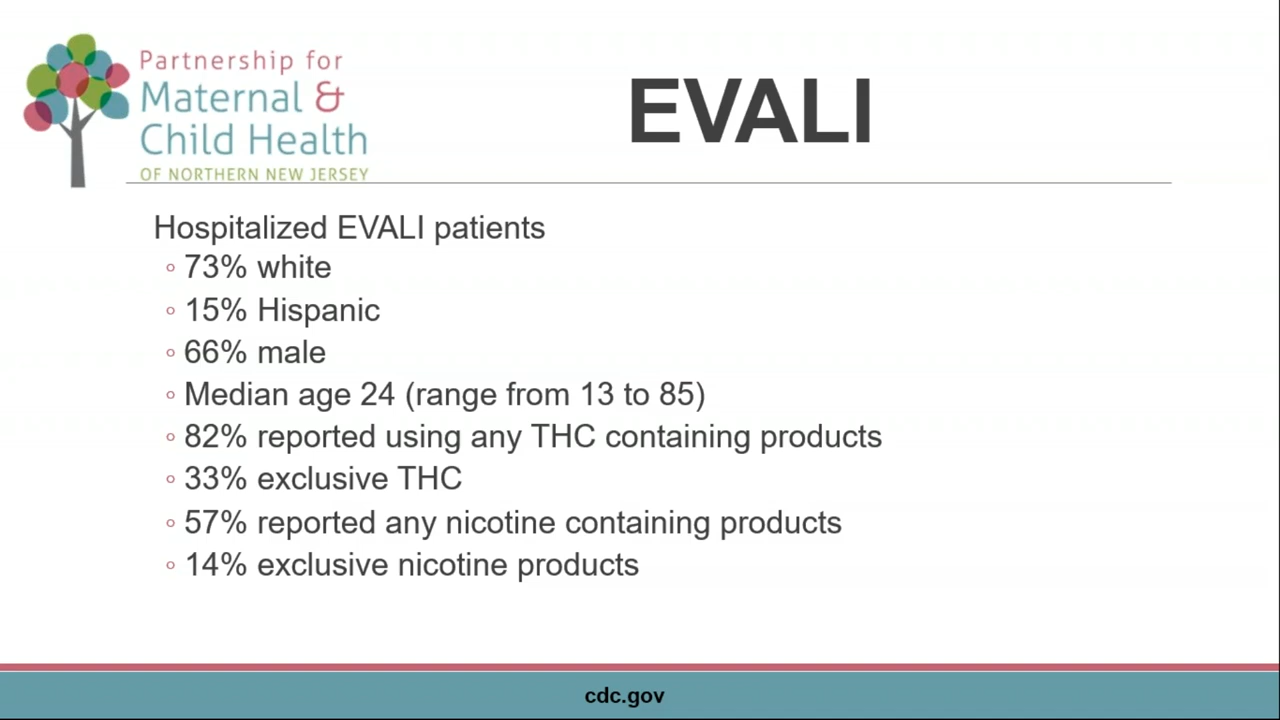 Partnership for
Maternal &
Child Health
OF NORTHERN NEW JERSEY
EVALI
Hospitalized EVALI patients
◦ 73% white
◦ 15% Hispanic
◦ 66% male
◦ Median age 24 (range from 13 to 85)
◦ 82% reported using any THC containing products
◦ 33% exclusive THC
◦ 57% reported any nicotine containing products
◦ 14% exclusive nicotine products
cdc.gov